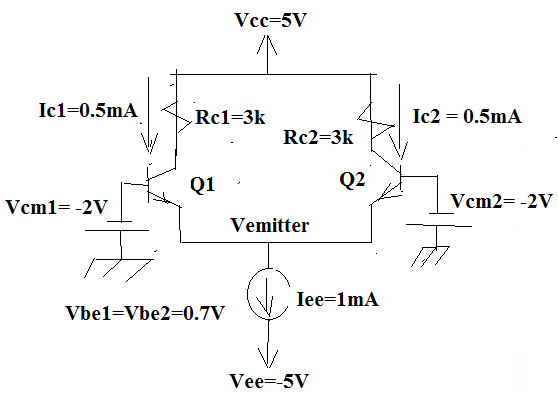 Vcc=5V
Ic1=0.5mA
Rc1=3k
Ic2 = 0.5mA
Rc2=3k
Q1
Q2
Vcm1= -2V
Vcm2= -2V
Vemitter
Iee=1mA
Vbe1=Vbe2=0.7V
Vee=-5V